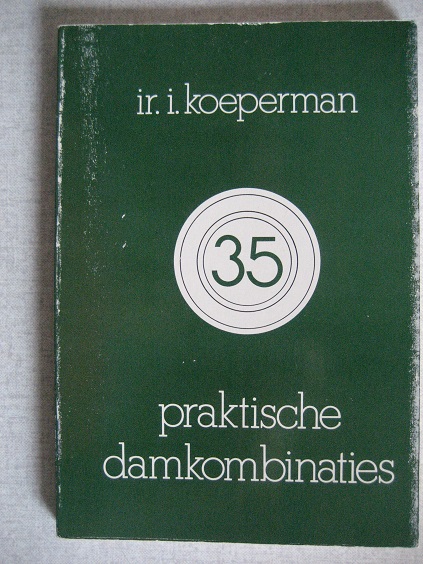 ir. i. koeperman
35
praktische
damkombinaties